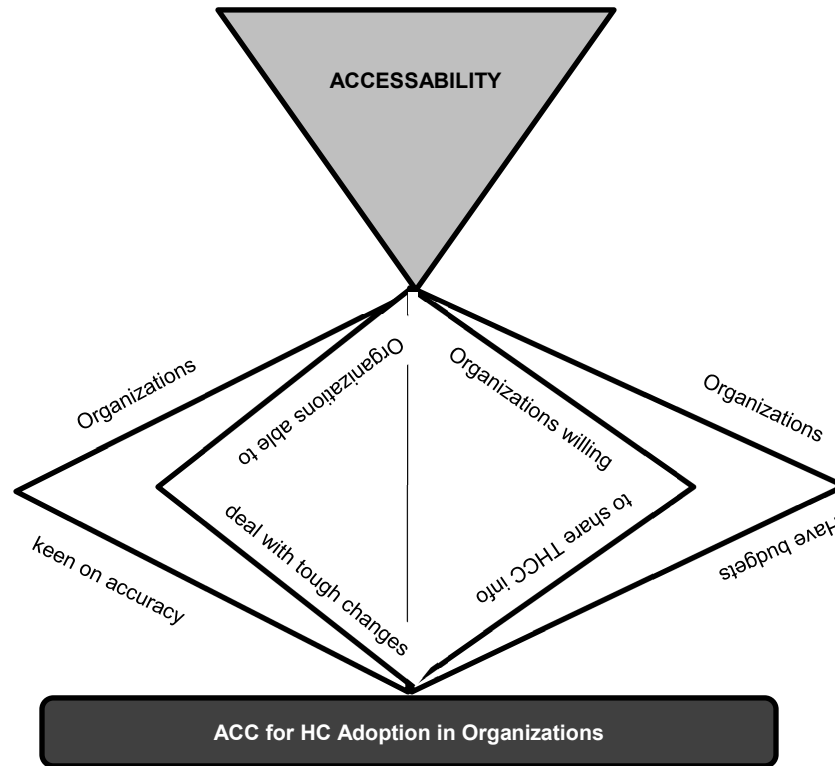 ACCESSABILITY
Organizations
keen on accuracy
Organizations able to
deal with tough changes
Organizations willing
to share THCC info
Organizations
Have budgets
ACC for HC Adoption in Organizations